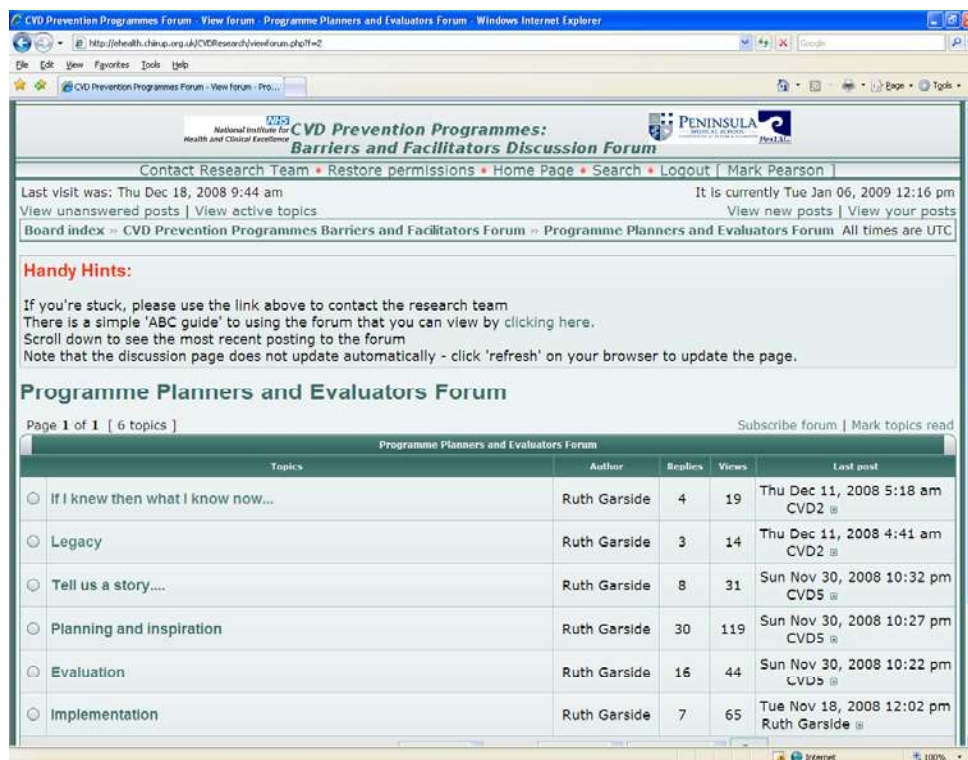 CVD Prevention Programmes Forum - View forum - Programme Planners and Evaluators Forum - Windows Internet Explorer
http://ehealth.chirup.org.uk/CVDResearch/viewforum.php?f=2
Google
File Edit View Favorites Tools Help
CVD Prevention Programmes Forum - View forum - Pro...
Page Tools
NHS
National Institute for
Health and Clinical Excellence
CVD Prevention Programmes:
Barriers and Facilitators Discussion Forum
PENINSULA
MEDICAL SCHOOL
Contact Research Team • Restore permissions • Home Page • Search • Logout [ Mark Pearson ]
Last visit was: Thu Dec 18, 2008 9:44 am
It is currently Tue Jan 06, 2009 12:16 pm
View unanswered posts | View active topics
View new posts | View your posts
Board index » CVD Prevention Programmes Barriers and Facilitators Forum » Programme Planners and Evaluators Forum All times are UTC
Handy Hints:
If you're stuck, please use the link above to contact the research team
There is a simple 'ABC guide' to using the forum that you can view by clicking here.
Scroll down to see the most recent posting to the forum
Note that the discussion page does not update automatically - click 'refresh' on your browser to update the page.
Programme Planners and Evaluators Forum
Page 1 of 1 [ 6 topics ]
Subscribe forum | Mark topics read
Programme Planners and Evaluators Forum
Topics Author Replies Views Last post
If I knew then what I know now... Ruth Garside 4 19 Thu Dec 11, 2008 5:18 am
CVD2
Legacy Ruth Garside 3 14 Thu Dec 11, 2008 4:41 am
CVD2
Tell us a story.... Ruth Garside 8 31 Sun Nov 30, 2008 10:32 pm
CVD5
Planning and inspiration Ruth Garside 30 119 Sun Nov 30, 2008 10:27 pm
CVD5
Evaluation Ruth Garside 16 44 Sun Nov 30, 2008 10:22 pm
CVD5
Implementation Ruth Garside 7 65 Tue Nov 18, 2008 12:02 pm
Ruth Garside
Internet 100%